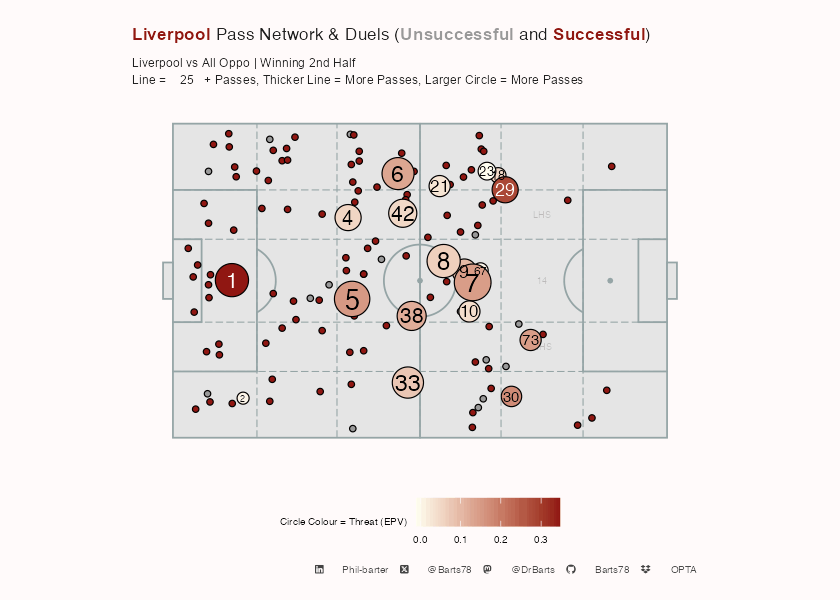 Liverpool Pass Network & Duels (Unsuccessful and Successful)
Liverpool vs All Oppo | Winning 2nd Half
Line = 25 + Passes, Thicker Line = More Passes, Larger Circle = More Passes
6
23
21
29
LHS
4
42
8
67
14
1
7
5
10
38
73
33
30
2
Circle Colour = Threat (EPV)
0.0 0.1 0.2 0.3
Phil-barter @Barts78 @DrBarts Barts78 OPTA